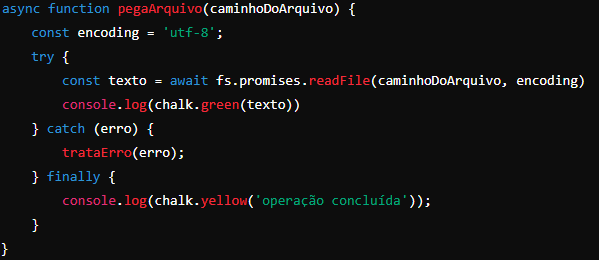 async function pegaArquivo(caminhoDoArquivo) {
    const encoding = 'utf-8';
    try {
        const texto = await fs.promises.readFile(caminhoDoArquivo, encoding)
        console.log(chalk.green(texto))
    } catch (erro) {
        trataErro(erro);
    } finally {
        console.log(chalk.yellow('operação concluída'));
    }
}